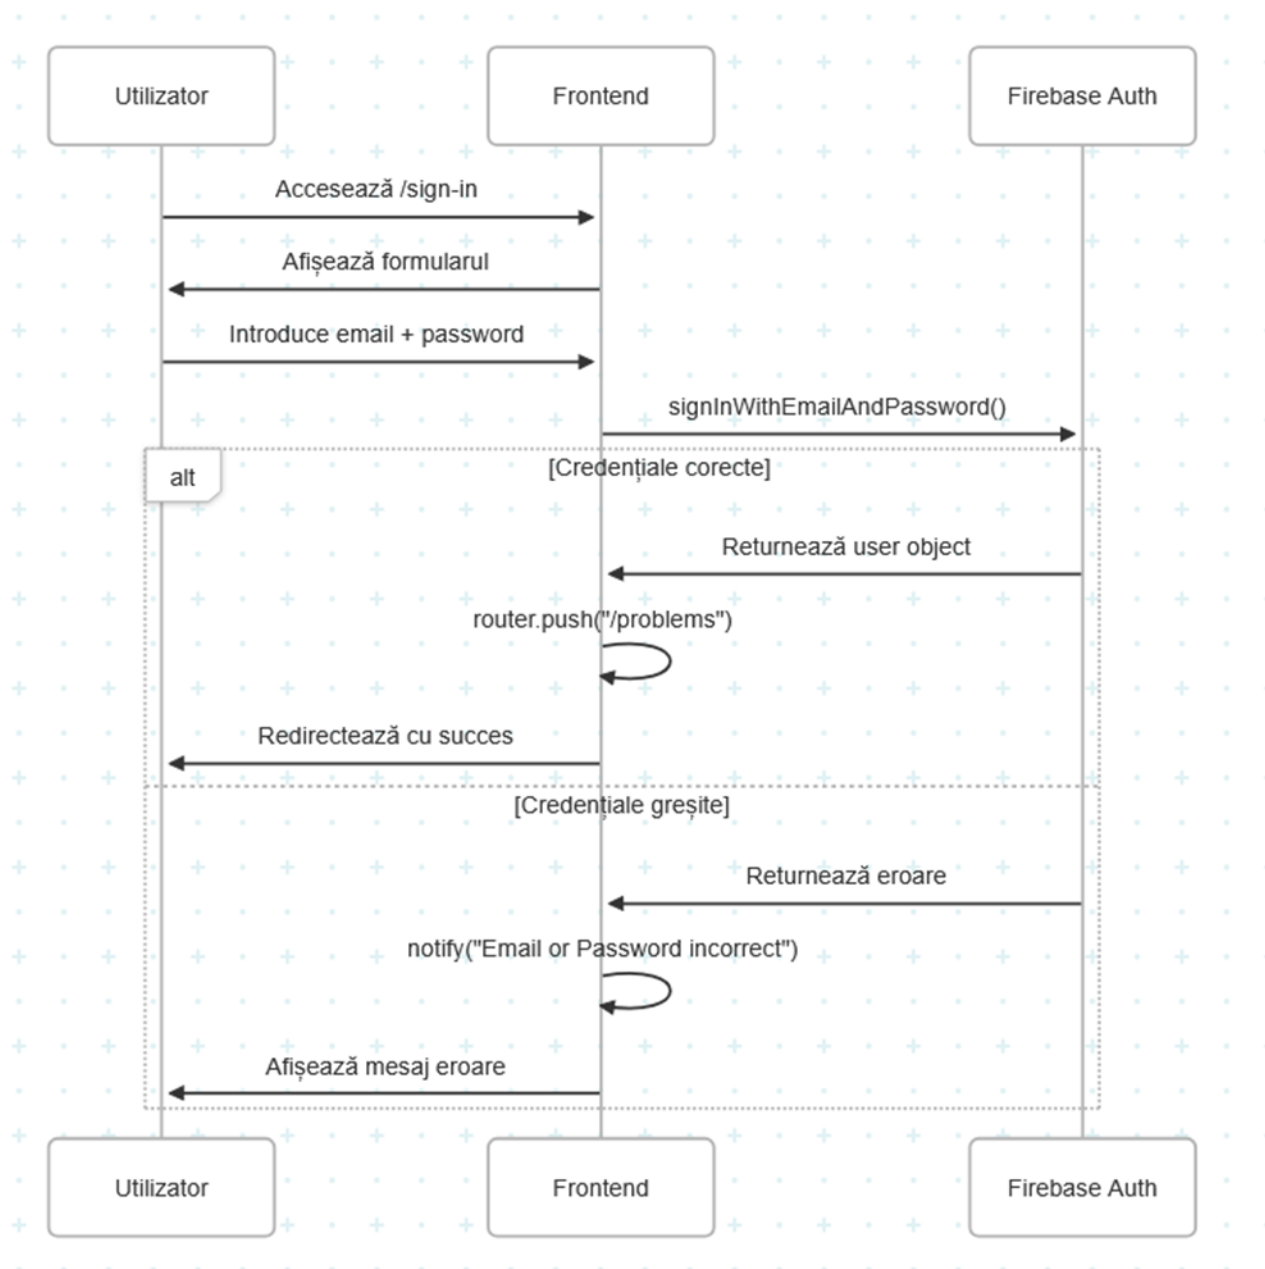 Utilizator
Frontend
Firebase Auth
Accesează /sign-in
Afișează formularul
Introduce email + password
signInWithEmailAndPassword()
alt
[Credențiale corecte]
Returnează user object
router.push("/problems")
Redirectează cu succes
[Credențiale greșite]
Returnează eroare
notify("Email or Password incorrect")
Afișează mesaj eroare
Utilizator
Frontend
Firebase Auth